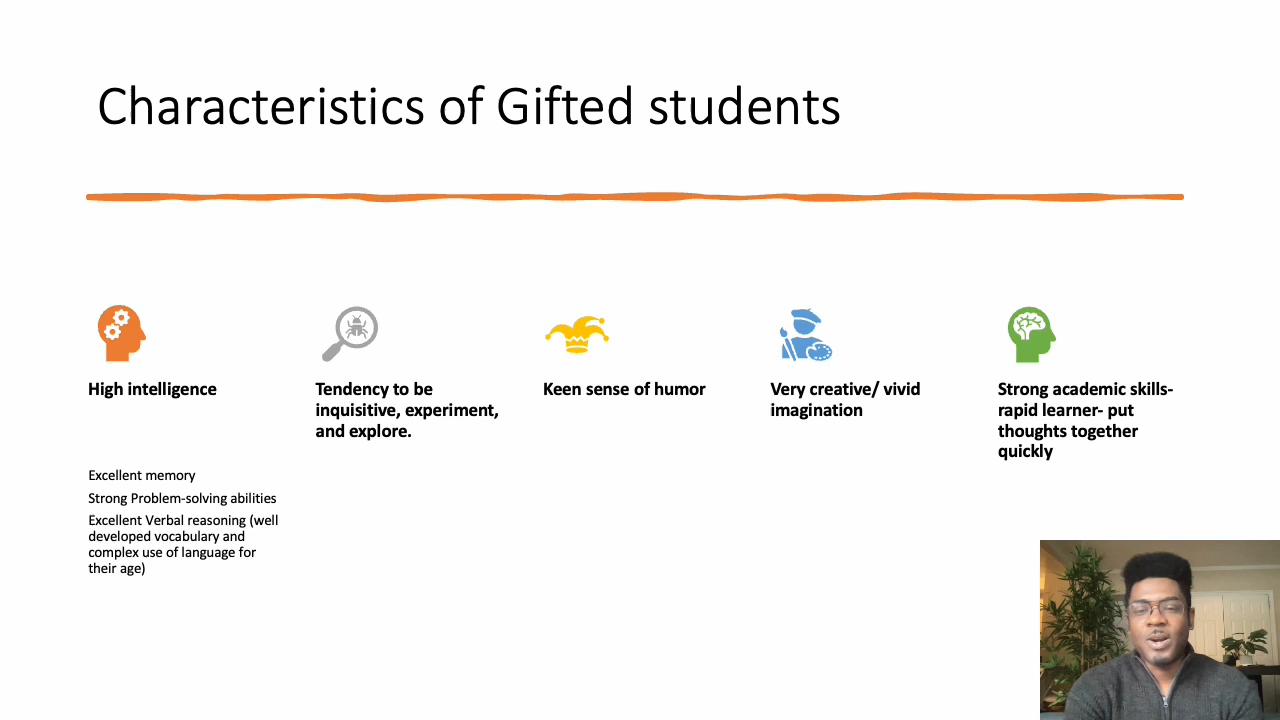 Characteristics of Gifted students
High intelligence
Excellent memory
Strong Problem-solving abilities
Excellent Verbal reasoning (well
developed vocabulary and
complex use of language for
their age)
Tendency to be
inquisitive, experiment,
and explore.
Keen sense of humor
Very creative/ vivid
imagination
Strong academic skills-
rapid learner- put
thoughts together
quickly